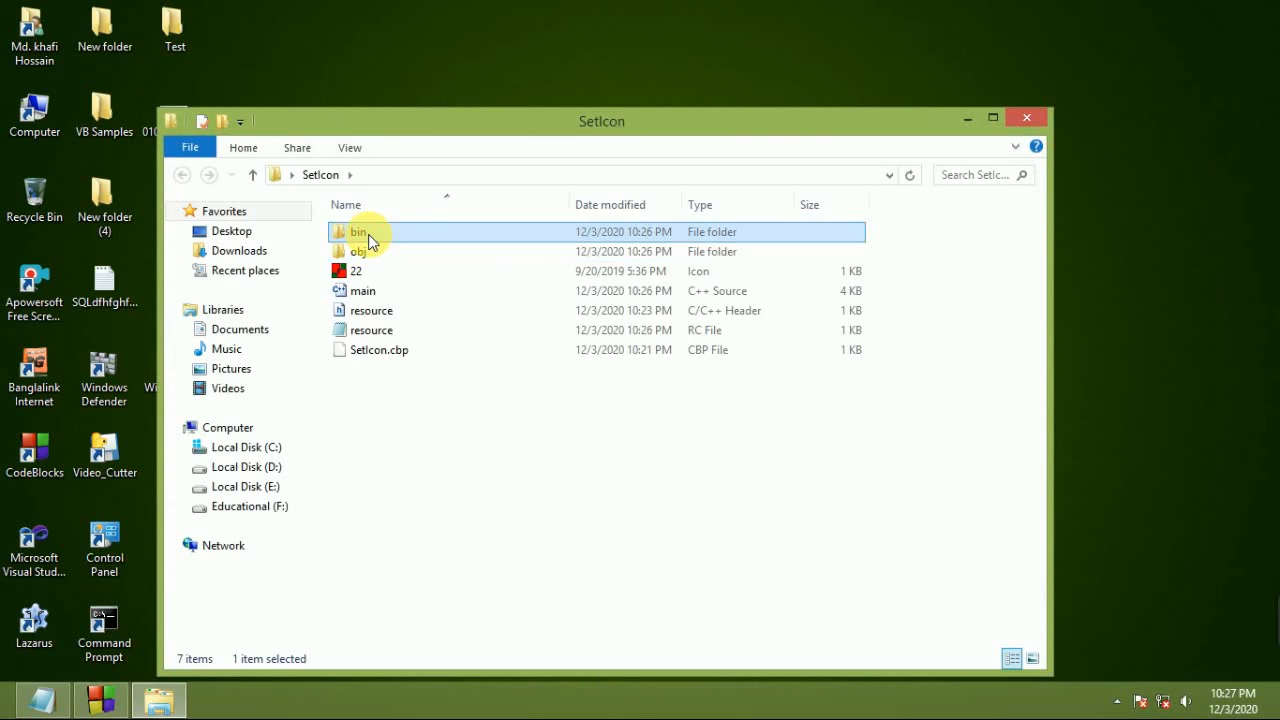 Md. khafi
Hossain
New folder
Test
Computer
VB Samples
010
Recycle Bin
New folder
(4)
Apowersoft
Free Scre...
SQLdfhfghf...
Banglalink
Internet
Windows
Defender
Wi
CodeBlocks
Video_Cutter
Microsoft
Visual Stud...
Control
Panel
Lazarus
Command
Prompt
SetIcon
File
Home
Share
View
SetIcon
Search SetIc...
Name
Date modified
Type
Size
Favorites
Desktop
Downloads
Recent places
Libraries
Documents
Music
Pictures
Videos
Computer
Local Disk (C:)
Local Disk (D:)
Local Disk (E:)
Educational (F:)
Network
bin 12/3/2020 10:26 PM File folder
obj 12/3/2020 10:26 PM File folder
22 9/20/2019 5:36 PM Icon 1 KB
main 12/3/2020 10:26 PM C++ Source 4 KB
resource 12/3/2020 10:23 PM C/C++ Header 1 KB
resource 12/3/2020 10:26 PM RC File 1 KB
SetIcon.cbp 12/3/2020 10:21 PM CBP File 1 KB
7 items 1 item selected
10:27 PM
12/3/2020